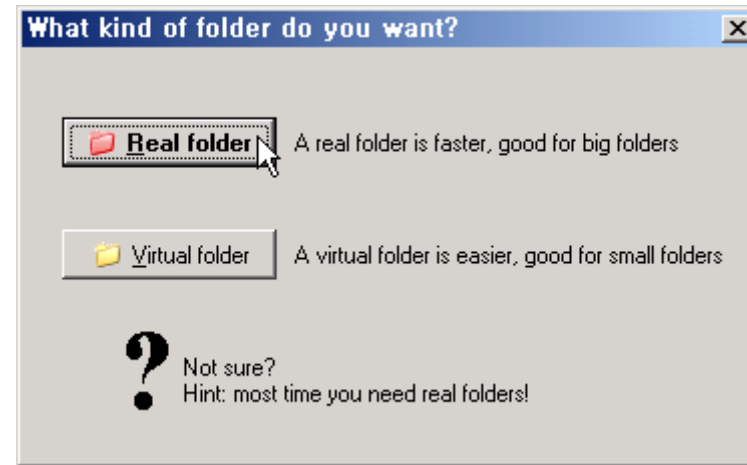 What kind of folder do you want?
Real folder A real folder is faster, good for big folders
Virtual folder A virtual folder is easier, good for small folders
Not sure?
Hint: most time you need real folders!